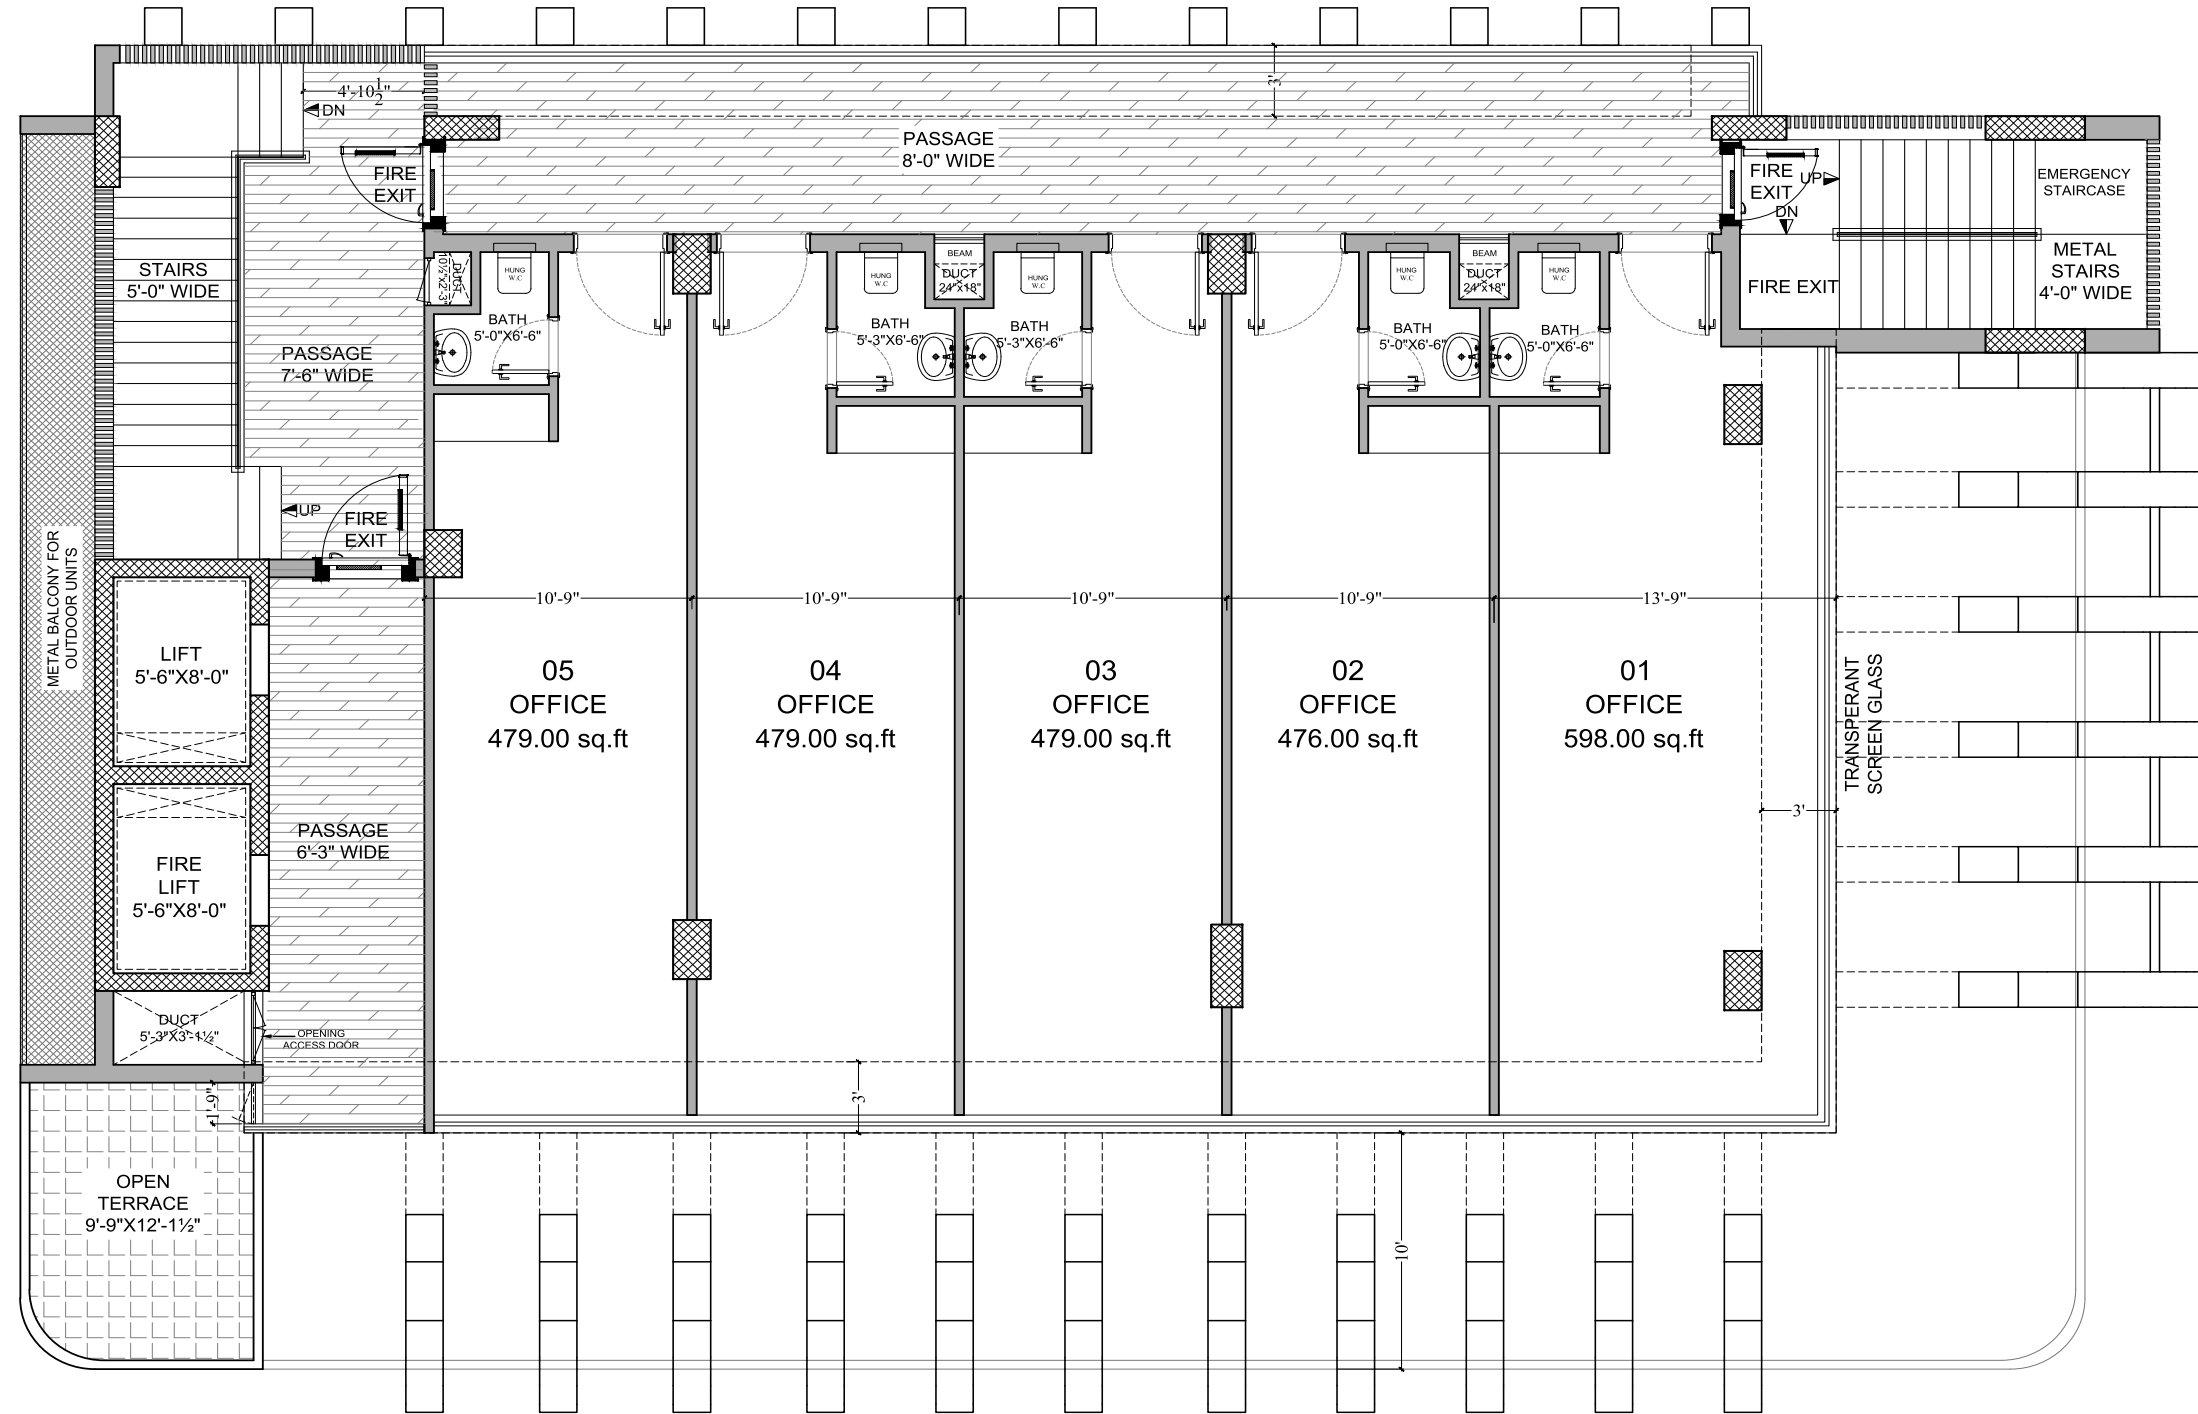 3'
4'-10½"
DN
PASSAGE
8'-0" WIDE
FIRE
EXIT
FIRE
EXIT
UP
DN
EMERGENCY
STAIRCASE
METAL
STAIRS
4'-0" WIDE
FIRE EXIT
STAIRS
5'-0" WIDE
DUCT
10½"X2'-3"
HUNG
W.C
BATH
5'-0"X6'-6"
HUNG
W.C
BEAM
DUCT
24"x18"
HUNG
W.C
BATH
5'-3"X6'-6"
BATH
5'-3"X6'-6"
HUNG
W.C
BEAM
DUCT
24"x18"
HUNG
W.C
BATH
5'-0"X6'-6"
BATH
5'-0"X6'-6"
PASSAGE
7'-6" WIDE
UP
FIRE
EXIT
METAL BALCONY FOR
OUTDOOR UNITS
10'-9"
10'-9"
10'-9"
10'-9"
13'-9"
LIFT
5'-6"X8'-0"
05
OFFICE
479.00 sq.ft
04
OFFICE
479.00 sq.ft
03
OFFICE
479.00 sq.ft
02
OFFICE
476.00 sq.ft
01
OFFICE
598.00 sq.ft
TRANSPERANT
SCREEN GLASS
3'
PASSAGE
6'-3" WIDE
FIRE
LIFT
5'-6"X8'-0"
DUCT
5'-3"X3'-1½"
OPENING
ACCESS DOOR
1'-9"
3'
OPEN
TERRACE
9'-9"X12'-1½"
10'